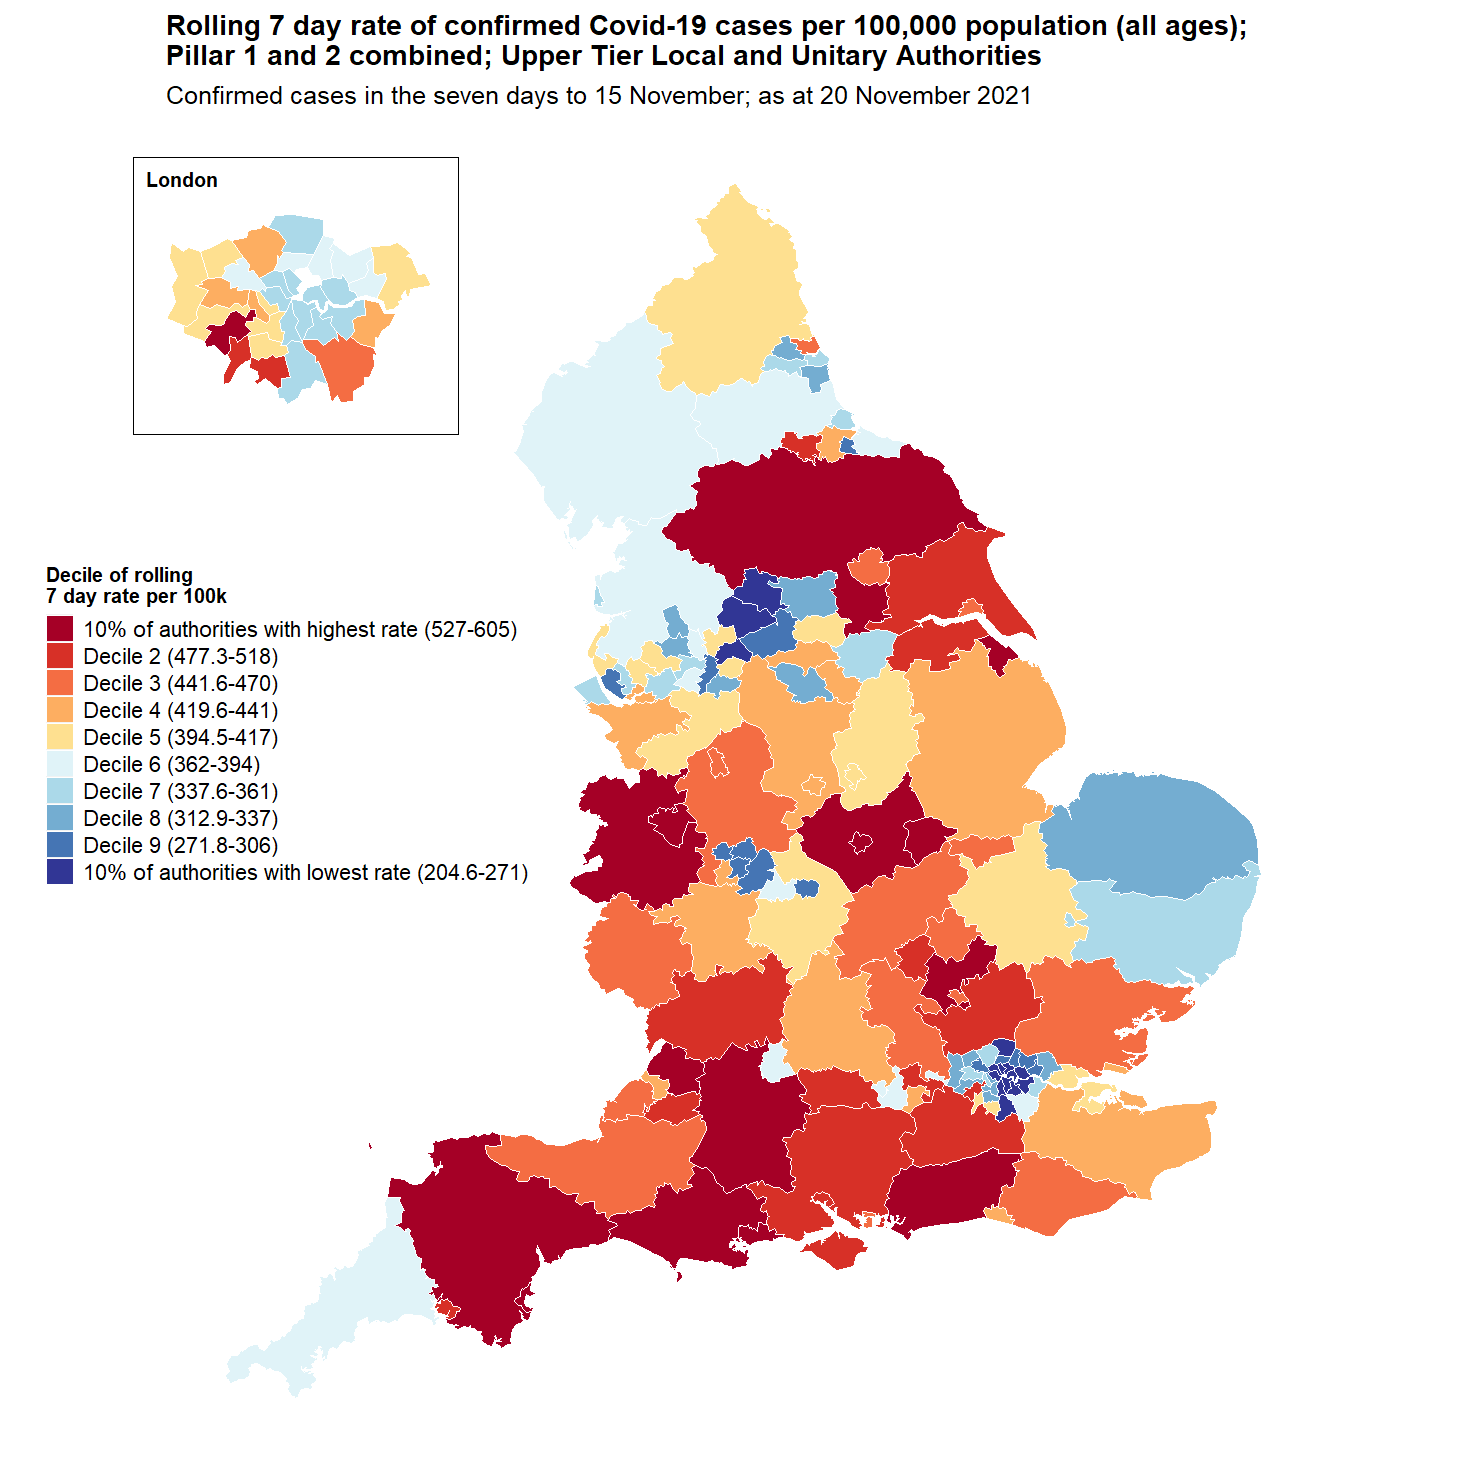 Rolling 7 day rate of confirmed Covid-19 cases per 100,000 population (all ages);
Pillar 1 and 2 combined; Upper Tier Local and Unitary Authorities
Confirmed cases in the seven days to 15 November; as at 20 November 2021
London
Decile of rolling
7 day rate per 100k
10% of authorities with highest rate (527-605)
Decile 2 (477.3-518)
Decile 3 (441.6-470)
Decile 4 (419.6-441)
Decile 5 (394.5-417)
Decile 6 (362-394)
Decile 7 (337.6-361)
Decile 8 (312.9-337)
Decile 9 (271.8-306)
10% of authorities with lowest rate (204.6-271)